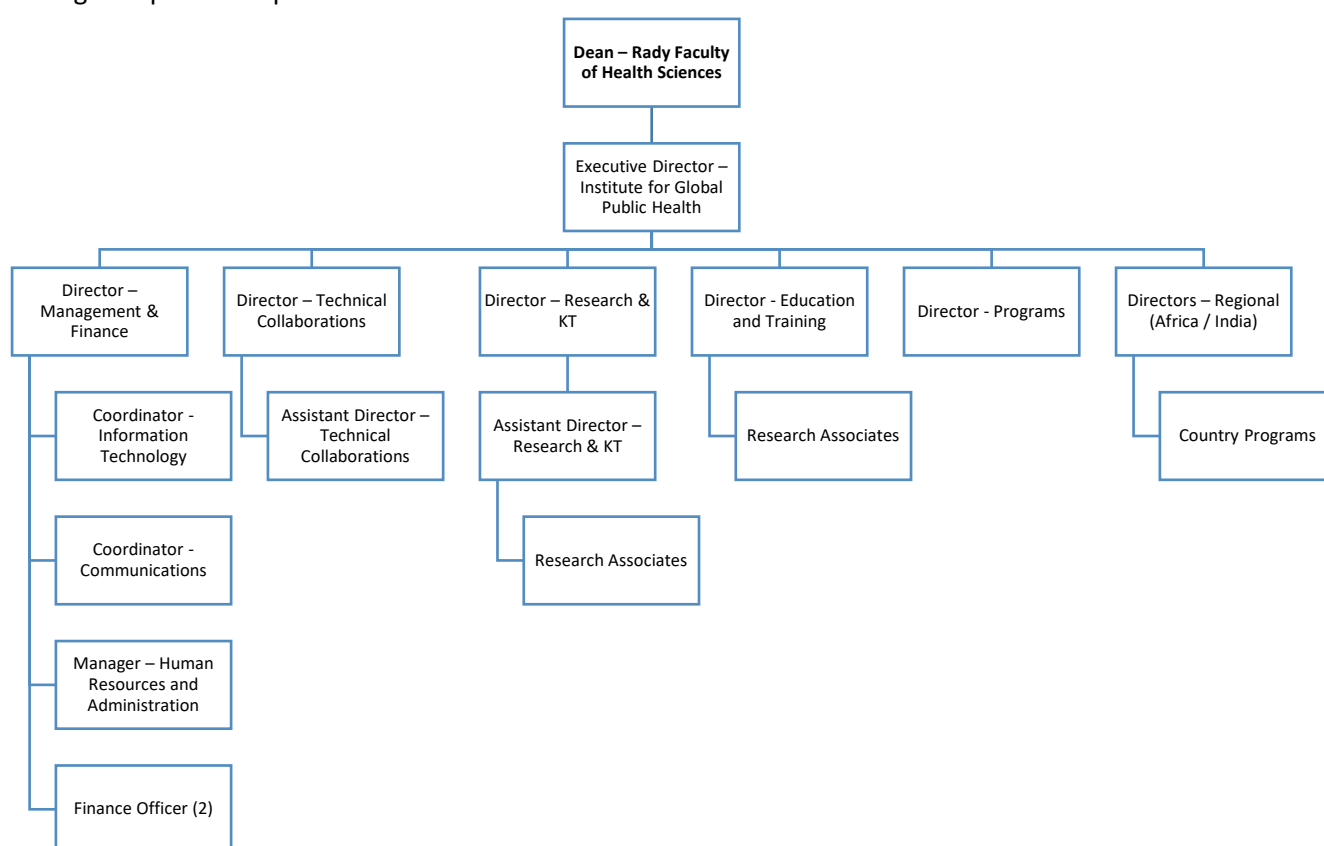 Dean – Rady Faculty
of Health Sciences
Executive Director –
Institute for Global
Public Health
Director –
Management &
Finance
Director – Technical
Collaborations
Director – Research &
KT
Director - Education
and Training
Director - Programs
Directors – Regional
(Africa / India)
Coordinator -
Information
Technology
Assistant Director –
Technical
Collaborations
Assistant Director –
Research & KT
Research Associates
Country Programs
Coordinator -
Communications
Research Associates
Manager – Human
Resources and
Administration
Finance Officer (2)